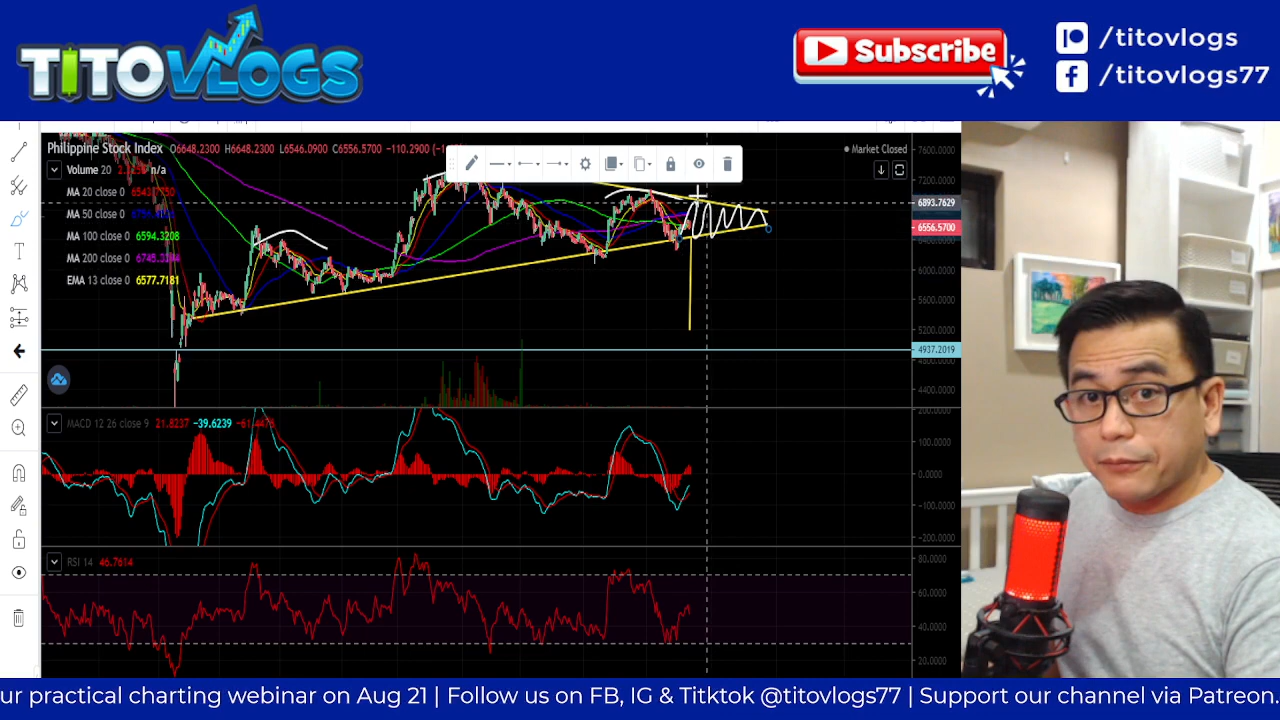 TITOVLOGS
Subscribe
/titovlogs
/titovlogs77
Philippine Stock Index O6648.2300 H6648.2300 L6546.0900 C6556.5700 -110.2900
Market Closed
Volume 20 n/a
MA 20 close 0
MA 50 close 0
MA 100 close 0 6594.3208
MA 200 close 0
EMA 13 close 0 6577.7181
7600.0000
7200.0000
6893.7629
6556.5700
6000.0000
5600.0000
5200.0000
4937.2019
4400.0000
MACD 12 26 close 9 21.8237 -39.6239
200.0000
100.0000
0.0000
-100.0000
-200.0000
RSI 14 46.7614
80.0000
60.0000
40.0000
20.0000
ur practical charting webinar on Aug 21 | Follow us on FB, IG & Titktok @titovlogs77 | Support our channel via Patreon.